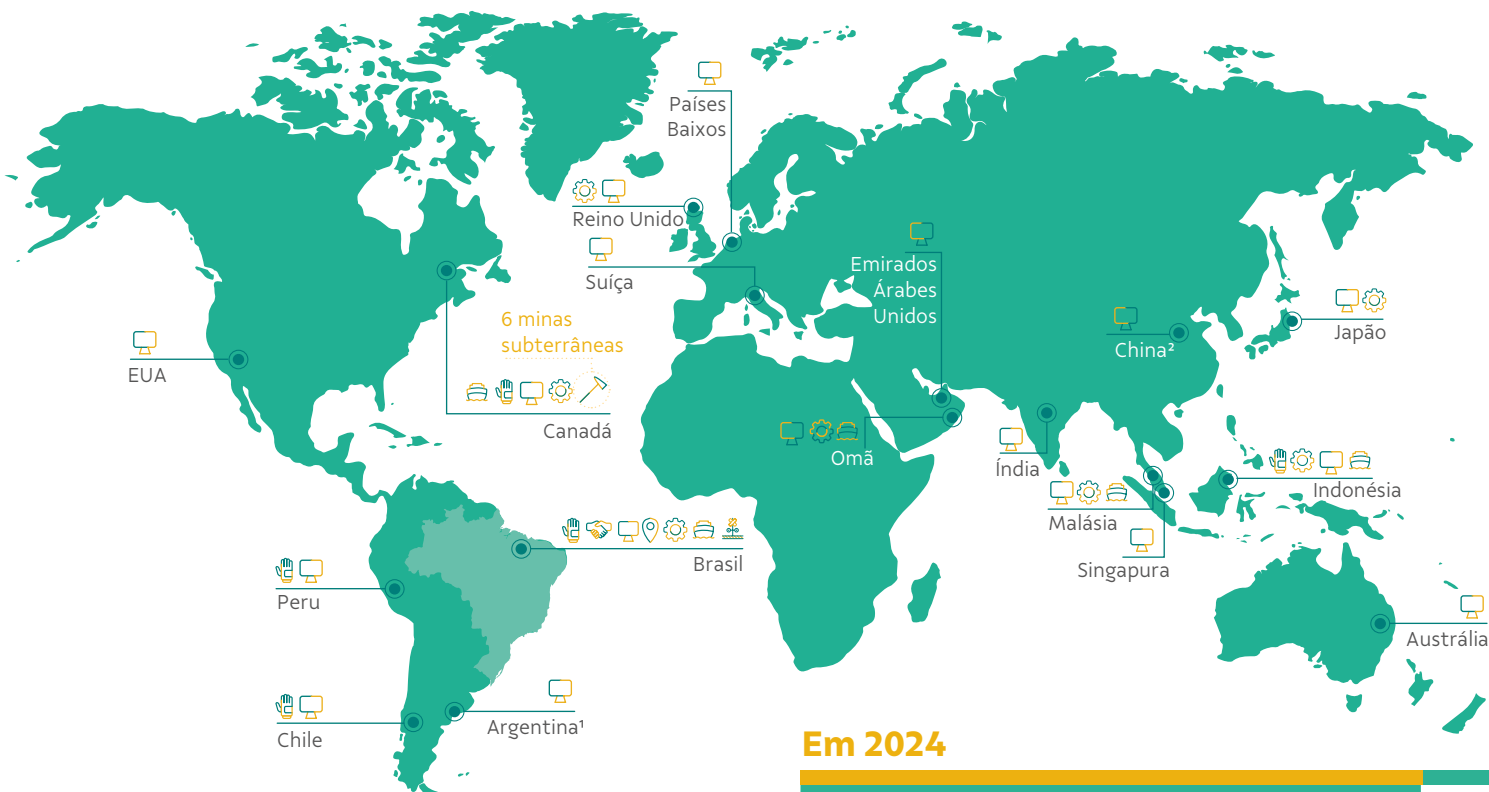 Países
Baixos
Reino Unido
Suíça
Emirados
Árabes
Unidos
6 minas
subterrâneas
EUA
Canadá
China²
Japão
Omã
Índia
Indonésia
Malásia
Singapura
Brasil
Peru
Austrália
Argentina¹
Chile
Em 2024